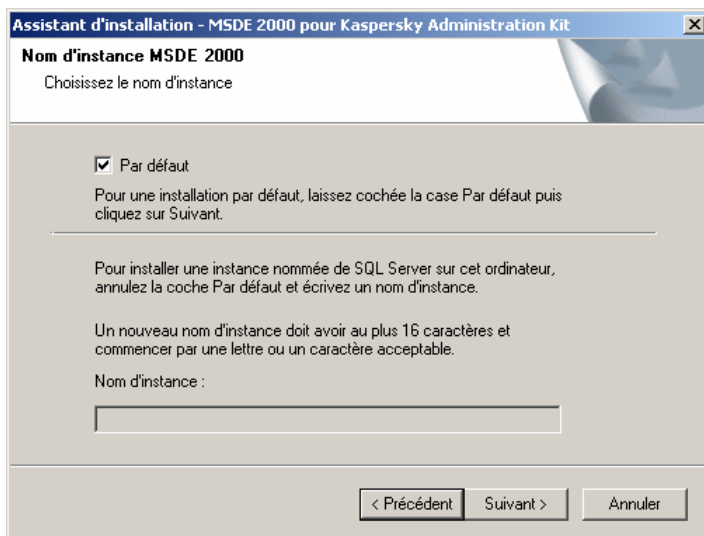 Assistant d'installation - MSDE 2000 pour Kaspersky Administration Kit
Nom d'instance MSDE 2000
Choisissez le nom d'instance
Par défaut
Pour une installation par défaut, laissez cochée la case Par défaut puis
cliquez sur Suivant.
Pour installer une instance nommée de SQL Server sur cet ordinateur,
annulez la coche Par défaut et écrivez un nom d'instance.
Un nouveau nom d'instance doit avoir au plus 16 caractères et
commencer par une lettre ou un caractère acceptable.
Nom d'instance :
< Précédent Suivant > Annuler